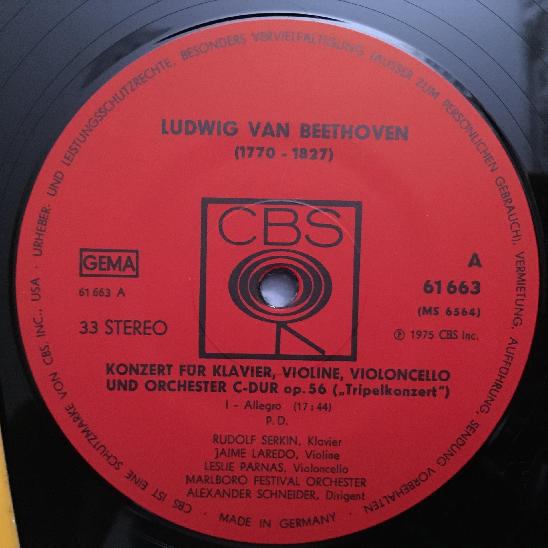 URHEBER- UND LEISTUNGSSCHUTZRECHTE, BESONDERS VERVIELFÄLTIGUNG (AUSSER ZUM PERSÖNLICHEN GEBRAUCH), VERMIETUNG, AUFFÜHRUNG, SENDUNG VORBEHALTEN
LUDWIG VAN BEETHOVEN
(1770 - 1827)
CBS
GEMA
61 663 A
33 STEREO
A
61 663
(MS 6564)
Ⓟ 1975 CBS Inc.
KONZERT FÜR KLAVIER, VIOLINE, VIOLONCELLO
UND ORCHESTER C-DUR op. 56 („Tripelkonzert")
I - Allegro (17:44)
P. D.
RUDOLF SERKIN, Klavier
JAIME LAREDO, Violine
LESLIE PARNAS, Violoncello
MARLBORO FESTIVAL ORCHESTER
ALEXANDER SCHNEIDER, Dirigent
CBS IST EINE SCHUTZMARKE VON CBS INC., USA ·
· MADE IN GERMANY ·